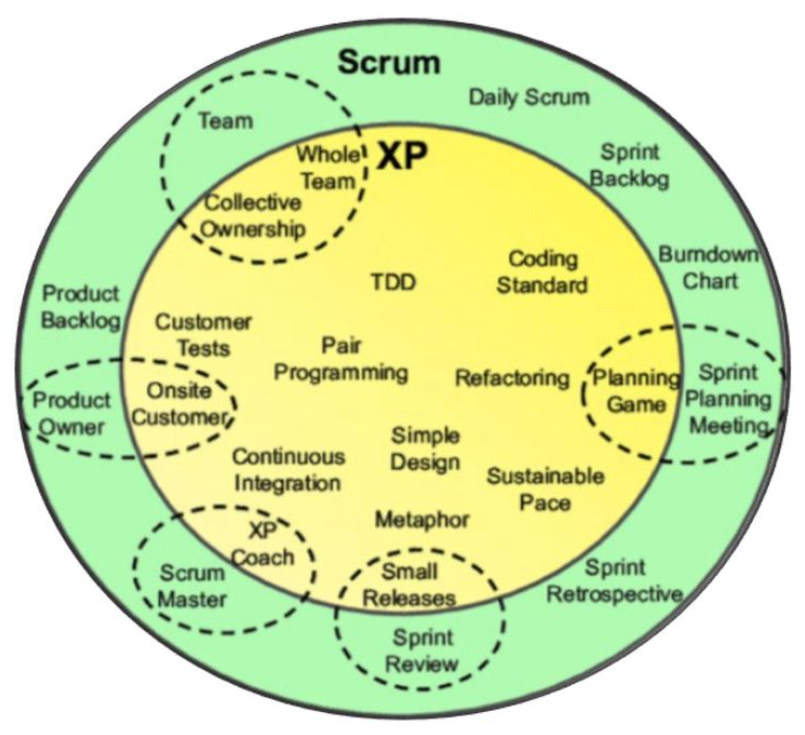 Scrum
Daily Scrum
Team
Sprint
Backlog
XP
Whole
Team
Collective
Ownership
Burndown
Chart
Coding
Standard
TDD
Product
Backlog
Customer
Tests
Pair
Programming
Refactoring
Planning
Game
Sprint
Planning
Meeting
Product
Owner
Onsite
Customer
Simple
Design
Continuous
Integration
Sustainable
Pace
Metaphor
XP
Coach
Scrum
Master
Small
Releases
Sprint
Retrospective
Sprint
Review